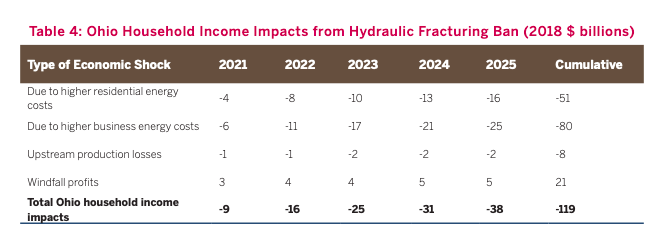 Table 4: Ohio Household Income Impacts from Hydraulic Fracturing Ban (2018 $ billions)
Type of Economic Shock 2021 2022 2023 2024 2025 Cumulative
Due to higher residential energy
costs -4 -8 -10 -13 -16 -51
Due to higher business energy costs -6 -11 -17 -21 -25 -80
Upstream production losses -1 -1 -2 -2 -2 -8
Windfall profits 3 4 4 5 5 21
Total Ohio household income
impacts -9 -16 -25 -31 -38 -119